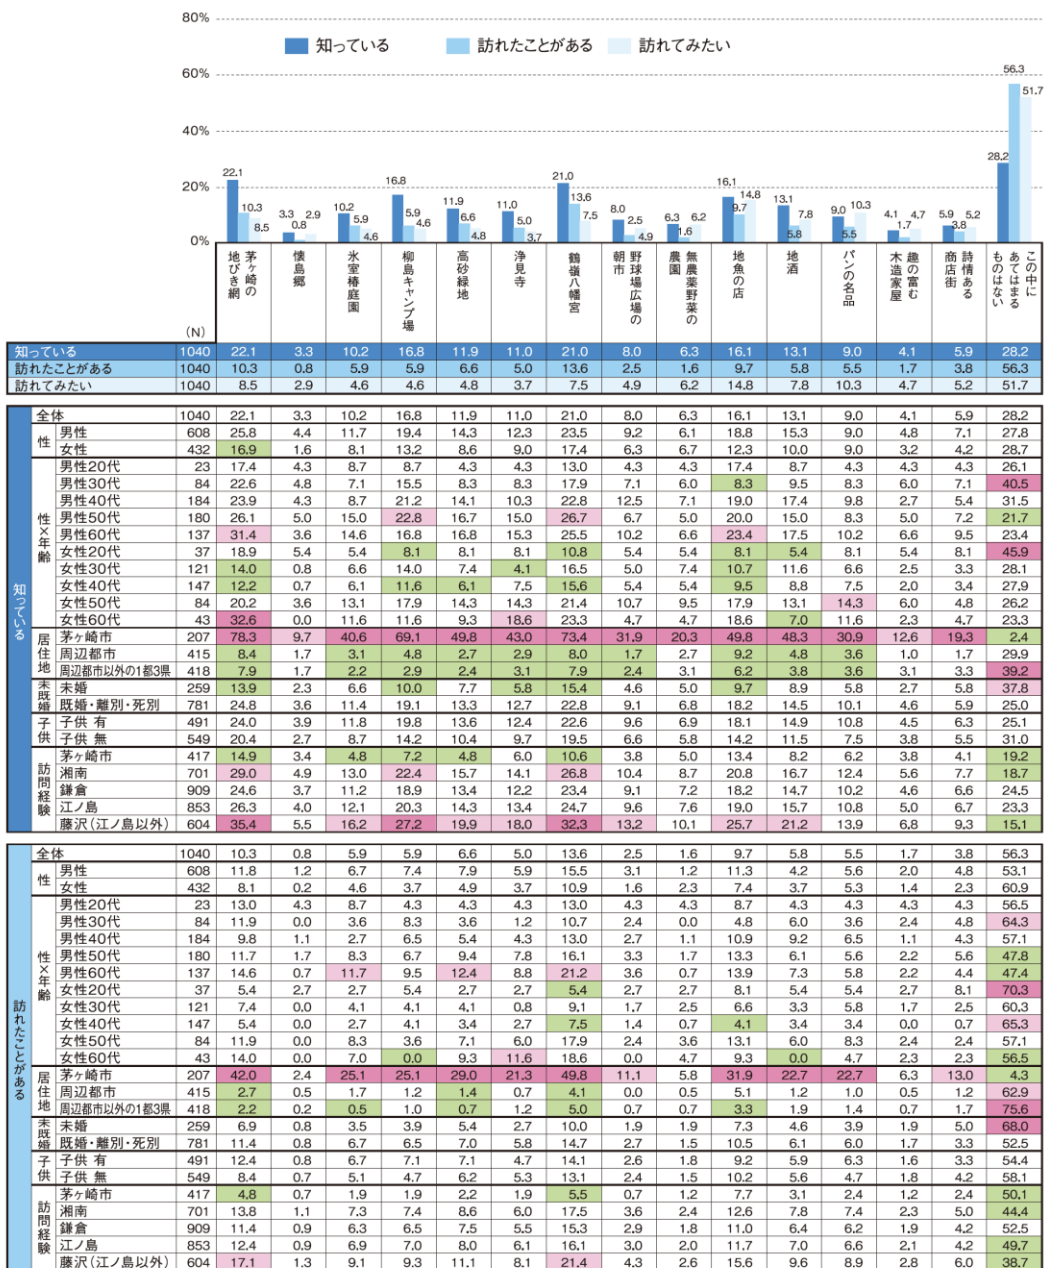 80%
知っている 訪れたことがある 訪れてみたい
60%
40%
20%
0%
22.1 10.3 8.5
3.3 0.8 2.9
10.2 5.9 4.6
16.8 5.9 4.6
11.9 6.6 4.8
11.0 5.0 3.7
21.0 13.6 7.5
8.0 2.5 4.9
6.3 1.6 6.2
16.1 9.7 14.8
13.1 5.8 7.8
9.0 5.5 10.3
4.1 1.7 4.7
5.9 3.8 5.2
28.2 56.3 51.7
茅ヶ崎の
地びき網
懐島郷
氷室椿庭園
柳島キャンプ場
高砂緑地
浄見寺
鶴嶺八幡宮
野球場広場の
朝市
無農薬野菜の
農園
地魚の店
地酒
パンの名品
趣の富む
木造家屋
詩情ある
商店街
この中に
あてはまる
ものはない
(N)
知っている 1040 22.1 3.3 10.2 16.8 11.9 11.0 21.0 8.0 6.3 16.1 13.1 9.0 4.1 5.9 28.2
訪れたことがある 1040 10.3 0.8 5.9 5.9 6.6 5.0 13.6 2.5 1.6 9.7 5.8 5.5 1.7 3.8 56.3
訪れてみたい 1040 8.5 2.9 4.6 4.6 4.8 3.7 7.5 4.9 6.2 14.8 7.8 10.3 4.7 5.2 51.7
知っている
全体 1040 22.1 3.3 10.2 16.8 11.9 11.0 21.0 8.0 6.3 16.1 13.1 9.0 4.1 5.9 28.2
性
男性 608 25.8 4.4 11.7 19.4 14.3 12.3 23.5 9.2 6.1 18.8 15.3 9.0 4.8 7.1 27.8
女性 432 16.9 1.6 8.1 13.2 8.6 9.0 17.4 6.3 6.7 12.3 10.0 9.0 3.2 4.2 28.7
性×年齢
男性20代 23 17.4 4.3 8.7 8.7 4.3 4.3 13.0 4.3 4.3 17.4 8.7 4.3 4.3 4.3 26.1
男性30代 84 22.6 4.8 7.1 15.5 8.3 8.3 17.9 7.1 6.0 8.3 9.5 8.3 6.0 7.1 40.5
男性40代 184 23.9 4.3 8.7 21.2 14.1 10.3 22.8 12.5 7.1 19.0 17.4 9.8 2.7 5.4 31.5
男性50代 180 26.1 5.0 15.0 22.8 16.7 15.0 26.7 6.7 5.0 20.0 15.0 8.3 5.0 7.2 21.7
男性60代 137 31.4 3.6 14.6 16.8 16.8 15.3 25.5 10.2 6.6 23.4 17.5 10.2 6.6 9.5 23.4
女性20代 37 18.9 5.4 5.4 8.1 8.1 8.1 10.8 5.4 5.4 8.1 5.4 8.1 5.4 8.1 45.9
女性30代 121 14.0 0.8 6.6 14.0 7.4 4.1 16.5 5.0 7.4 10.7 11.6 6.6 2.5 3.3 28.1
女性40代 147 12.2 0.7 6.1 11.6 6.1 7.5 15.6 5.4 5.4 9.5 8.8 7.5 2.0 3.4 27.9
女性50代 84 20.2 3.6 13.1 17.9 14.3 14.3 21.4 10.7 9.5 17.9 13.1 14.3 6.0 4.8 26.2
女性60代 43 32.6 0.0 11.6 11.6 9.3 18.6 23.3 4.7 4.7 18.6 7.0 11.6 2.3 4.7 23.3
居住地
茅ヶ崎市 207 78.3 9.7 40.6 69.1 49.8 43.0 73.4 31.9 20.3 49.8 48.3 30.9 12.6 19.3 2.4
周辺都市 415 8.4 1.7 3.1 4.8 2.7 2.9 8.0 1.7 2.7 9.2 4.8 3.6 1.0 1.7 29.9
周辺都市以外の1都3県 418 7.9 1.7 2.2 2.9 2.4 3.1 7.9 2.4 3.1 6.2 3.8 3.6 3.1 3.3 39.2
未既婚
未婚 259 13.9 2.3 6.6 10.0 7.7 5.8 15.4 4.6 5.0 9.7 8.9 5.8 2.7 5.8 37.8
既婚・離別・死別 781 24.8 3.6 11.4 19.1 13.3 12.7 22.8 9.1 6.8 18.2 14.5 10.1 4.6 5.9 25.0
子供
子供 有 491 24.0 3.9 11.8 19.8 13.6 12.4 22.6 9.6 6.9 18.1 14.9 10.8 4.5 6.3 25.1
子供 無 549 20.4 2.7 8.7 14.2 10.4 9.7 19.5 6.6 5.8 14.2 11.5 7.5 3.8 5.5 31.0
訪問経験
茅ヶ崎市 417 14.9 3.4 4.8 7.2 4.8 6.0 10.6 3.8 5.0 13.4 8.2 6.2 3.8 4.1 19.2
湘南 701 29.0 4.9 13.0 22.4 15.7 14.1 26.8 10.4 8.7 20.8 16.7 12.4 5.6 7.7 18.7
鎌倉 909 24.6 3.7 11.2 18.9 13.4 12.2 23.4 9.1 7.2 18.2 14.7 10.2 4.6 6.6 24.5
江ノ島 853 26.3 4.0 12.1 20.3 14.3 13.4 24.7 9.6 7.6 19.0 15.7 10.8 5.0 6.7 23.3
藤沢(江ノ島以外) 604 35.4 5.5 16.2 27.2 19.9 18.0 32.3 13.2 10.1 25.7 21.2 13.9 6.8 9.3 15.1
訪れたことがある
全体 1040 10.3 0.8 5.9 5.9 6.6 5.0 13.6 2.5 1.6 9.7 5.8 5.5 1.7 3.8 56.3
性
男性 608 11.8 1.2 6.7 7.4 7.9 5.9 15.5 3.1 1.2 11.3 4.2 5.6 2.0 4.8 53.1
女性 432 8.1 0.2 4.6 3.7 4.9 3.7 10.9 1.6 2.3 7.4 3.7 5.3 1.4 2.3 60.9
性×年齢
男性20代 23 13.0 4.3 8.7 4.3 4.3 4.3 13.0 4.3 4.3 4.3 8.7 4.3 4.3 4.3 56.5
男性30代 84 11.9 0.0 3.6 8.3 3.6 1.2 10.7 2.4 0.0 4.8 6.0 3.6 2.4 4.8 64.3
男性40代 184 9.8 1.1 2.7 6.5 5.4 4.3 13.0 2.7 1.1 10.9 9.2 6.5 1.1 4.3 57.1
男性50代 180 11.7 1.7 8.3 7.2 9.4 7.8 16.1 3.3 1.7 13.3 6.1 5.6 2.2 5.6 47.8
男性60代 137 14.6 0.7 11.7 9.5 12.4 8.8 21.2 3.6 0.7 13.9 7.3 5.8 2.2 4.4 47.4
女性20代 37 5.4 2.7 2.7 5.4 2.7 2.7 5.4 2.7 2.7 8.1 5.4 5.4 2.7 8.1 70.3
女性30代 121 7.4 0.0 4.1 4.1 4.1 0.8 9.1 1.7 2.5 6.6 3.3 5.8 1.7 2.5 60.3
女性40代 147 5.4 0.0 2.7 4.1 3.4 2.7 7.5 1.4 0.7 4.1 3.4 3.4 0.0 0.7 65.3
女性50代 84 11.9 0.0 8.3 3.6 7.1 6.0 17.9 2.4 3.6 13.1 6.0 8.3 2.4 2.4 57.1
女性60代 43 14.0 0.0 7.0 0.0 9.3 11.6 18.6 0.0 4.7 9.3 0.0 4.7 2.3 2.3 56.5
居住地
茅ヶ崎市 207 42.0 2.4 25.1 25.1 29.0 21.3 49.8 11.1 5.8 31.9 22.7 22.7 6.3 13.0 4.3
周辺都市 415 2.7 0.5 1.7 1.2 1.4 0.7 4.1 0.0 0.5 5.1 1.2 1.0 0.5 1.2 62.9
周辺都市以外の1都3県 418 2.2 0.2 0.5 1.0 0.7 1.2 5.0 0.7 0.7 3.3 1.9 1.4 0.7 1.7 75.6
未既婚
未婚 259 6.9 0.8 3.5 3.9 5.4 2.7 10.0 1.9 1.9 7.3 4.6 3.9 1.9 5.0 68.0
既婚・離別・死別 781 11.4 0.8 6.7 6.5 7.0 5.8 14.7 2.7 1.5 10.5 6.1 6.0 1.7 3.3 52.5
子供
子供 有 491 12.4 0.8 6.7 7.1 7.1 4.7 14.1 2.6 1.8 9.2 5.9 6.3 1.6 3.3 54.4
子供 無 549 8.4 0.7 5.1 4.7 6.2 5.3 13.1 2.4 1.5 10.2 5.6 4.7 1.8 4.2 58.1
訪問経験
茅ヶ崎市 417 4.8 0.7 1.9 1.9 2.2 1.9 5.5 0.7 1.2 7.7 3.1 2.4 1.2 2.4 50.1
湘南 701 13.8 1.1 7.3 7.4 8.6 6.0 17.5 3.6 2.4 12.6 7.8 7.4 2.3 5.0 44.4
鎌倉 909 11.4 0.9 6.3 6.5 7.5 5.5 15.3 2.9 1.8 11.0 6.4 6.2 1.9 4.2 52.5
江ノ島 853 12.4 0.9 6.9 7.0 8.0 6.1 16.1 3.0 2.0 11.7 7.0 6.6 2.1 4.2 49.7
藤沢(江ノ島以外) 604 17.1 1.3 9.1 9.3 11.1 8.1 21.4 4.3 2.6 15.6 9.6 8.9 2.8 6.0 38.7